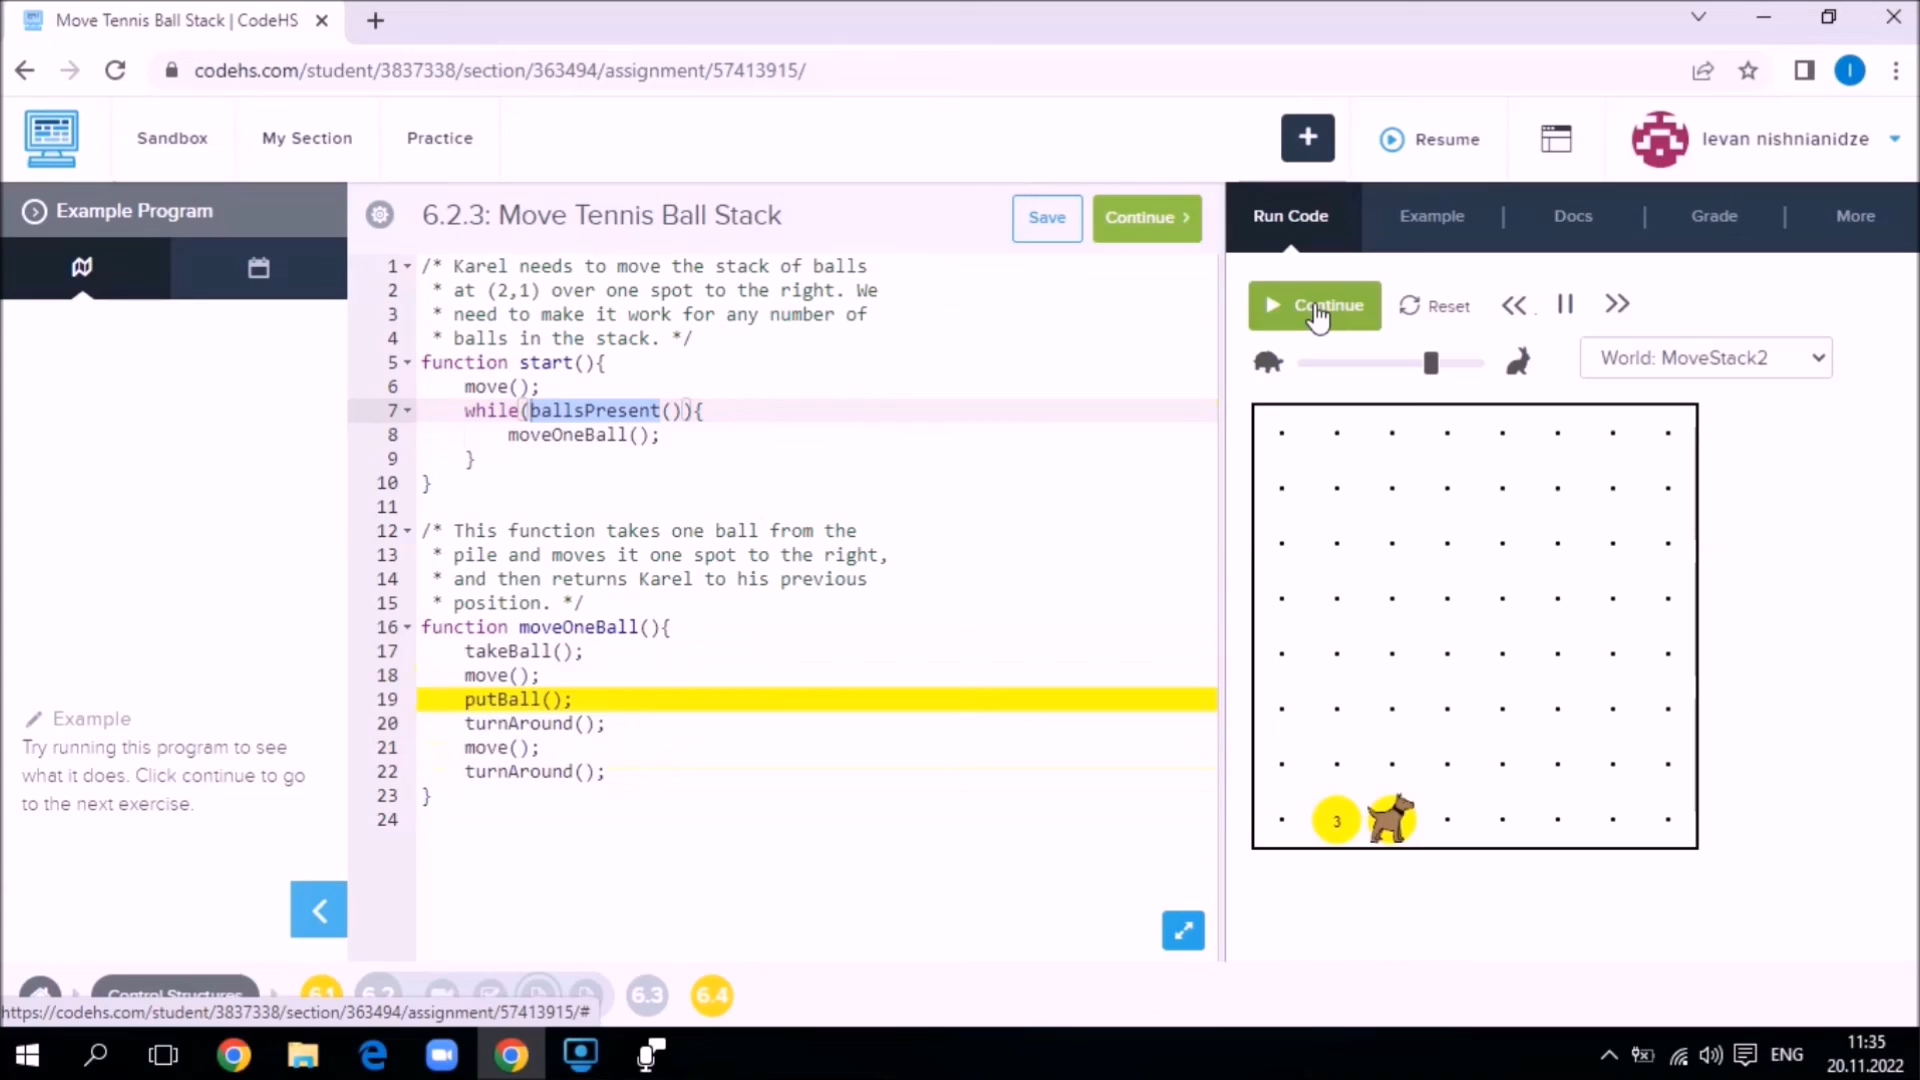 Move Tennis Ball Stack | CodeHS
codehs.com/student/3837338/section/363494/assignment/57413915/
I
Sandbox
My Section
Practice
Resume
levan nishnianidze
Example Program
6.2.3: Move Tennis Ball Stack
Save
Continue
Run Code
Example
Docs
Grade
More
1 /* Karel needs to move the stack of balls
2 * at (2,1) over one spot to the right. We
3 * need to make it work for any number of
4 * balls in the stack. */
5 function start(){
6 move();
7 while(ballsPresent()){
8 moveOneBall();
9 }
10 }
11
12 /* This function takes one ball from the
13 * pile and moves it one spot to the right,
14 * and then returns Karel to his previous
15 * position. */
16 function moveOneBall(){
17 takeBall();
18 move();
19 putBall();
20 turnAround();
21 move();
22 turnAround();
23 }
24
Continue
Reset
World: MoveStack2
3
Example
Try running this program to see
what it does. Click continue to go
to the next exercise.
Control Structures
6.1
6.2
6.3
6.4
https://codehs.com/student/3837338/section/363494/assignment/57413915/#
ENG
11:35
20.11.2022